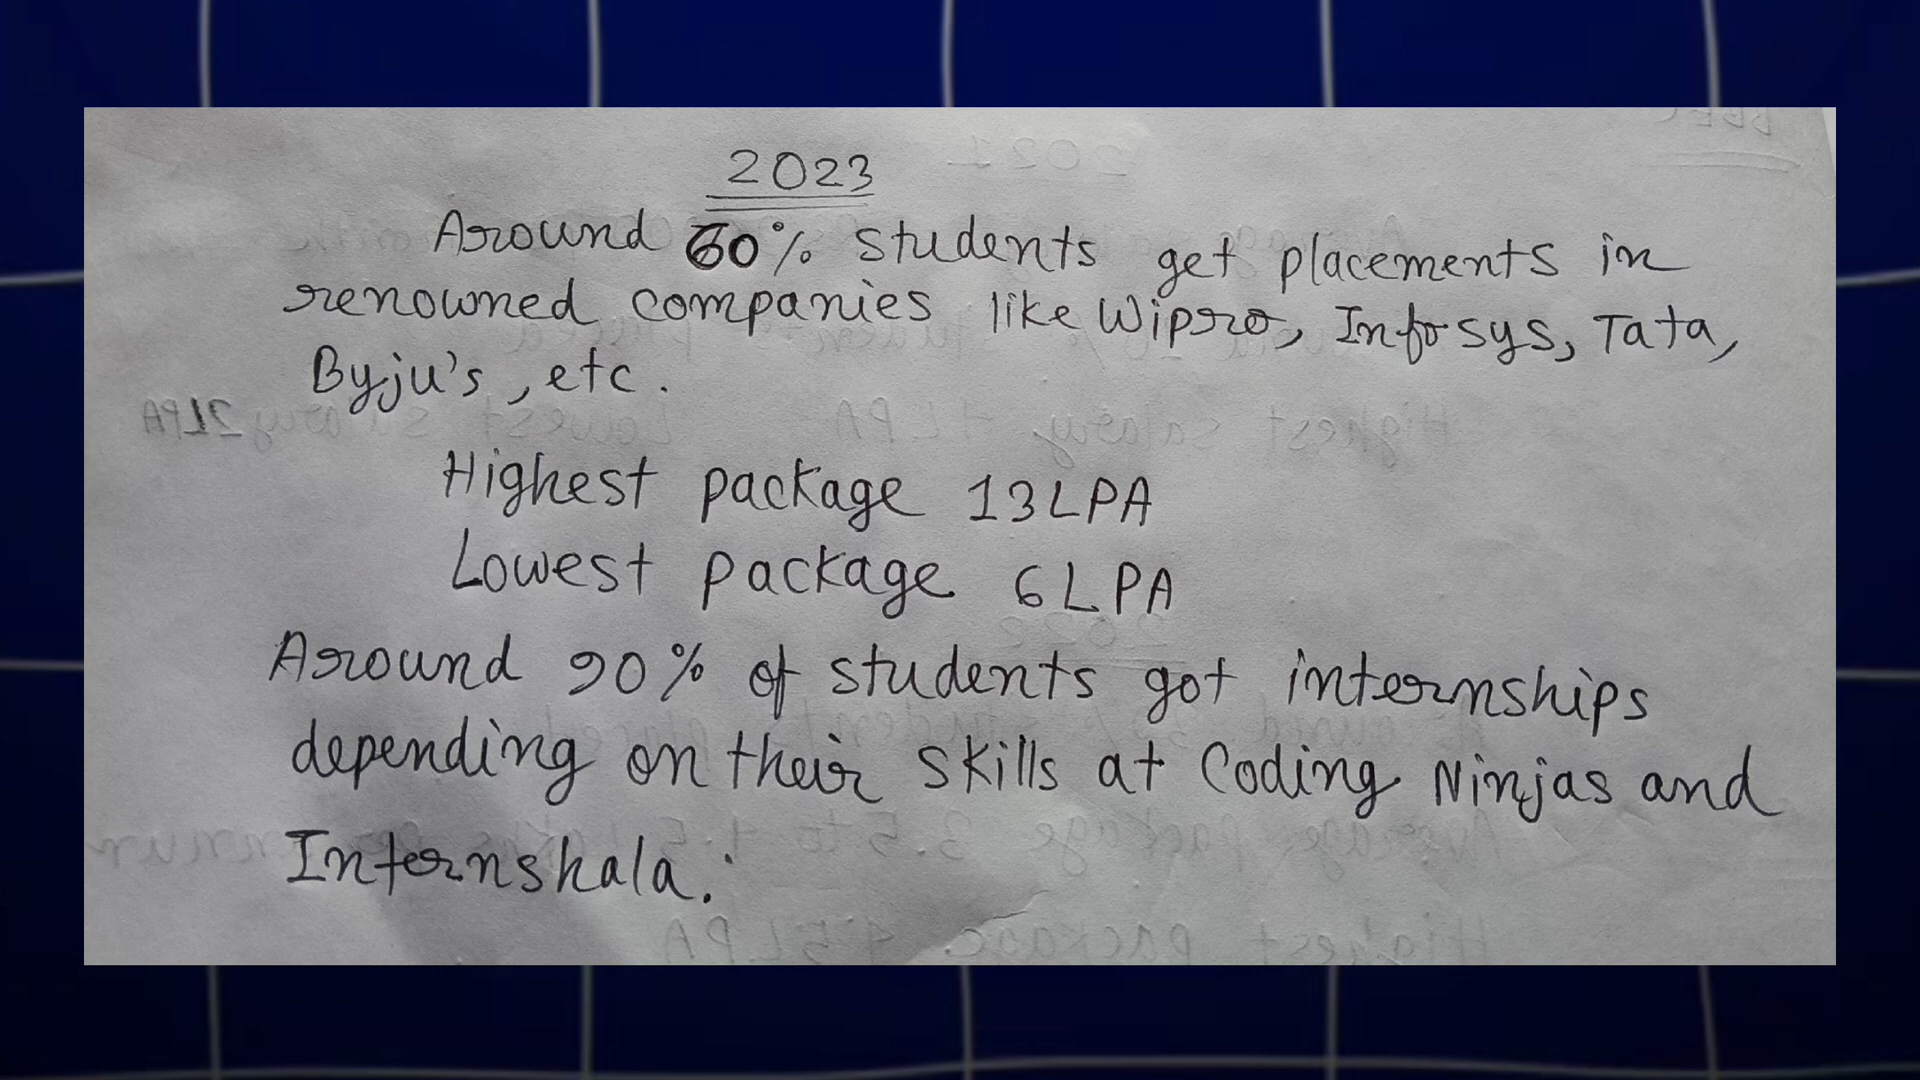 2023
Around 60% students get placements in
renowned companies like Wipro, Infosys, Tata,
Byju's, etc.
Highest package 13LPA
Lowest package 6LPA
Around 90% of students got internships
depending on their skills at Coding Ninjas and
Internshala.